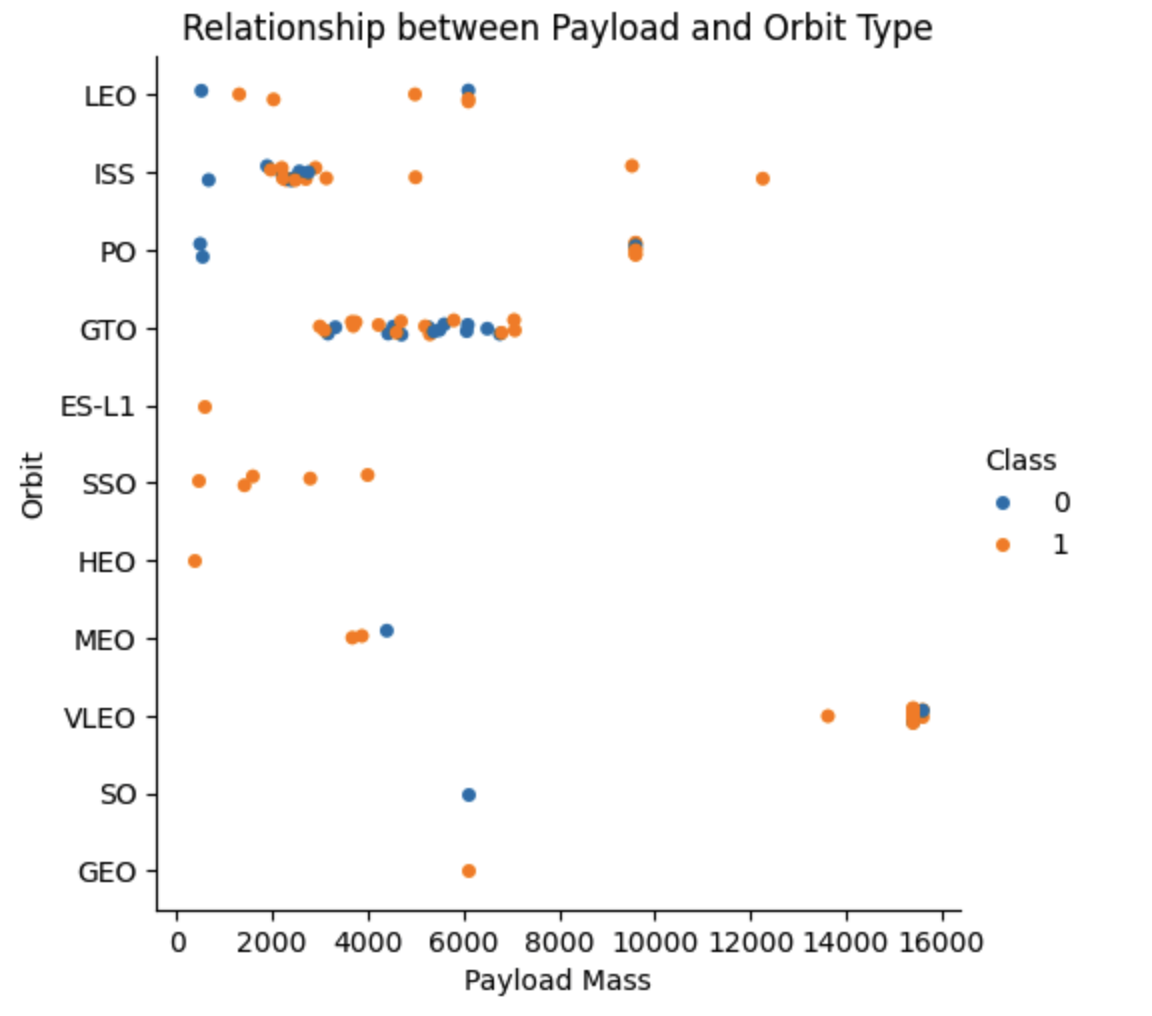 Relationship between Payload and Orbit Type
LEO
ISS
PO
GTO
ES-L1
SSO
HEO
MEO
VLEO
SO
GEO
Orbit
0 2000 4000 6000 8000 10000 12000 14000 16000
Payload Mass
Class
0
1